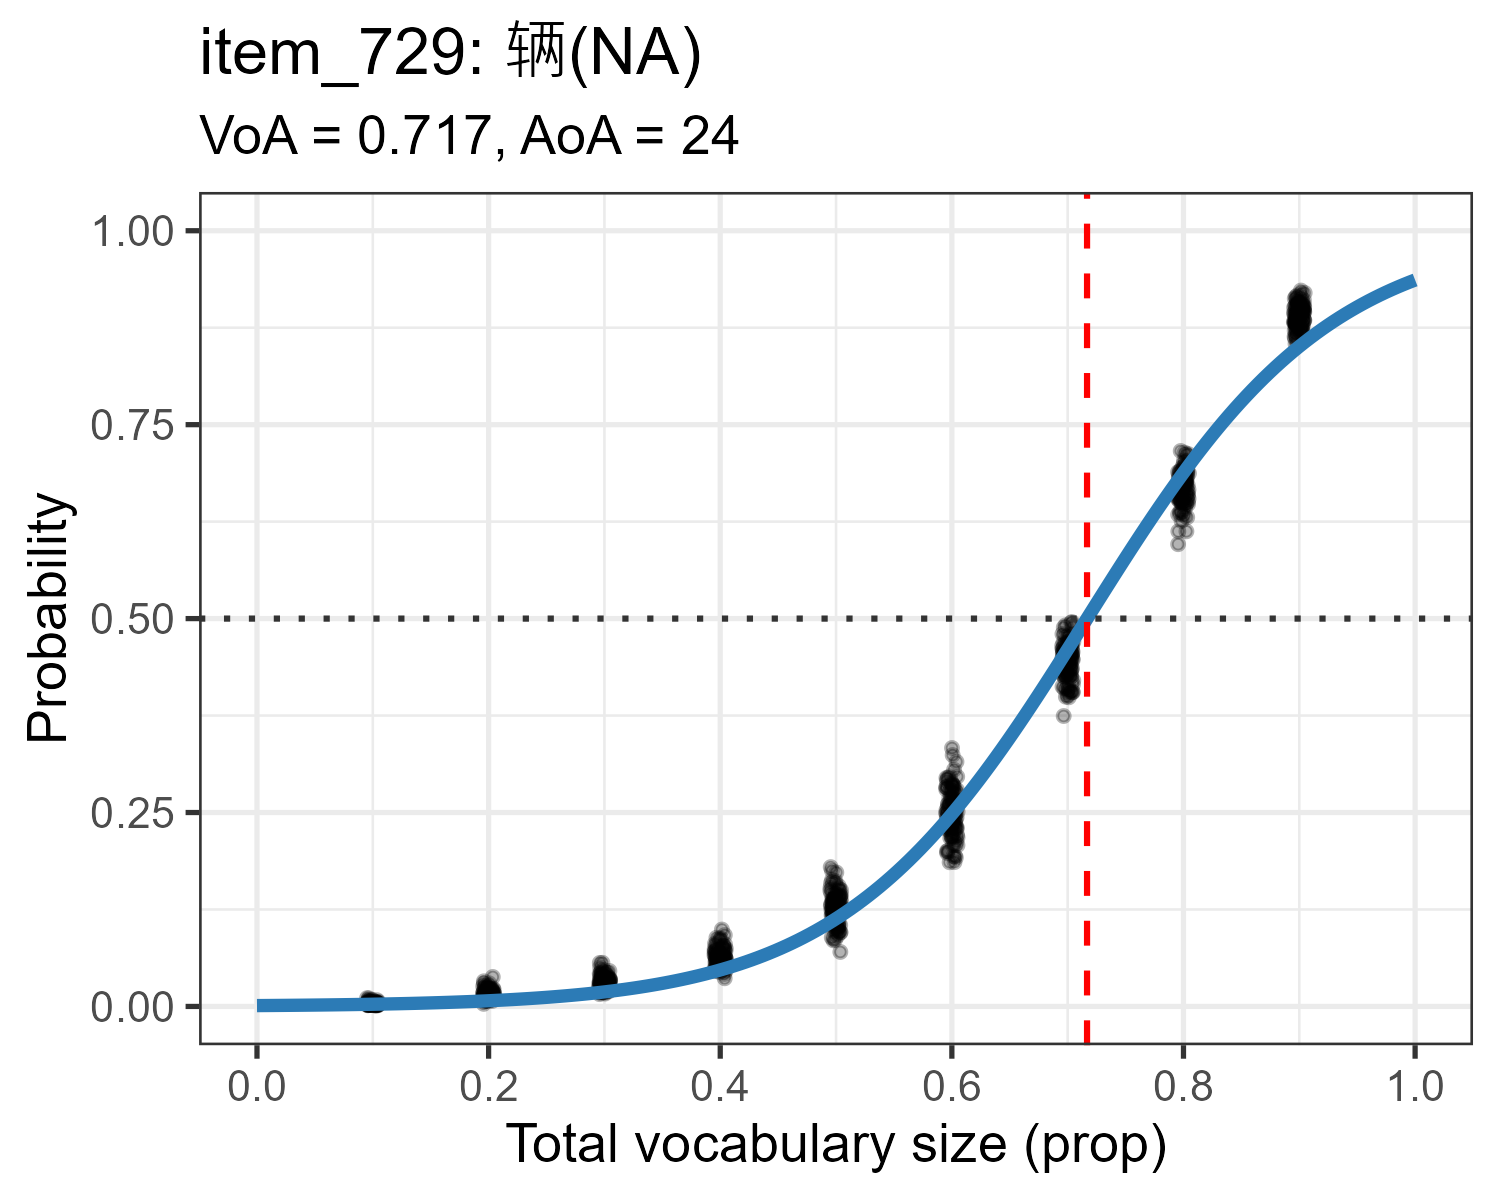 item_729: 辆(NA)
VoA = 0.717, AoA = 24
1.00
0.75
0.50
0.25
0.00
Probability
0.0 0.2 0.4 0.6 0.8 1.0
Total vocabulary size (prop)